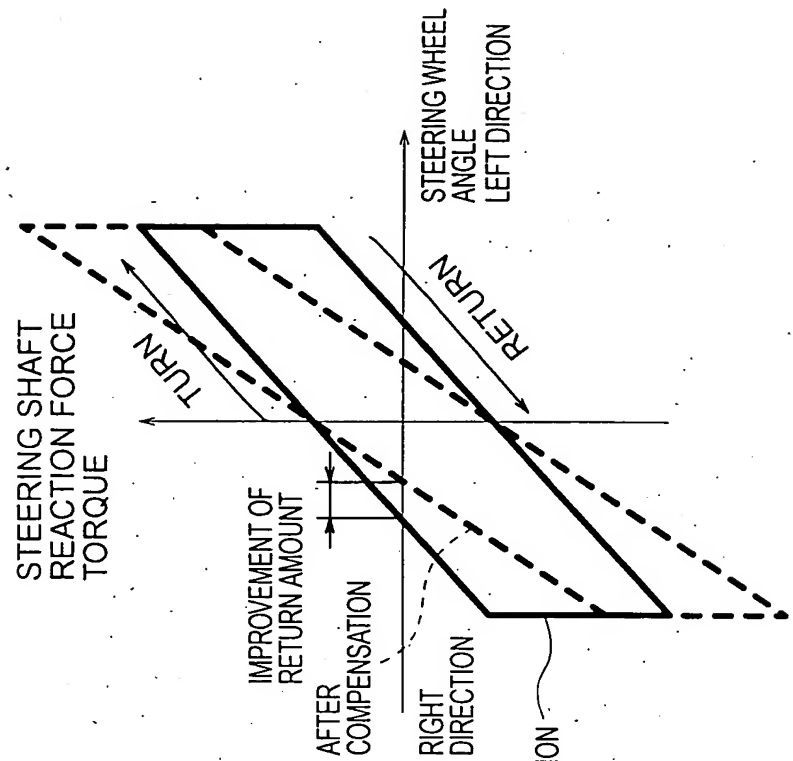 STEERING SHAFT
REACTION FORCE
TORQUE
TURN
RETURN
STEERING WHEEL
ANGLE
LEFT DIRECTION
IMPROVEMENT OF
RETURN AMOUNT
AFTER
COMPENSATION
RIGHT
DIRECTION
ION